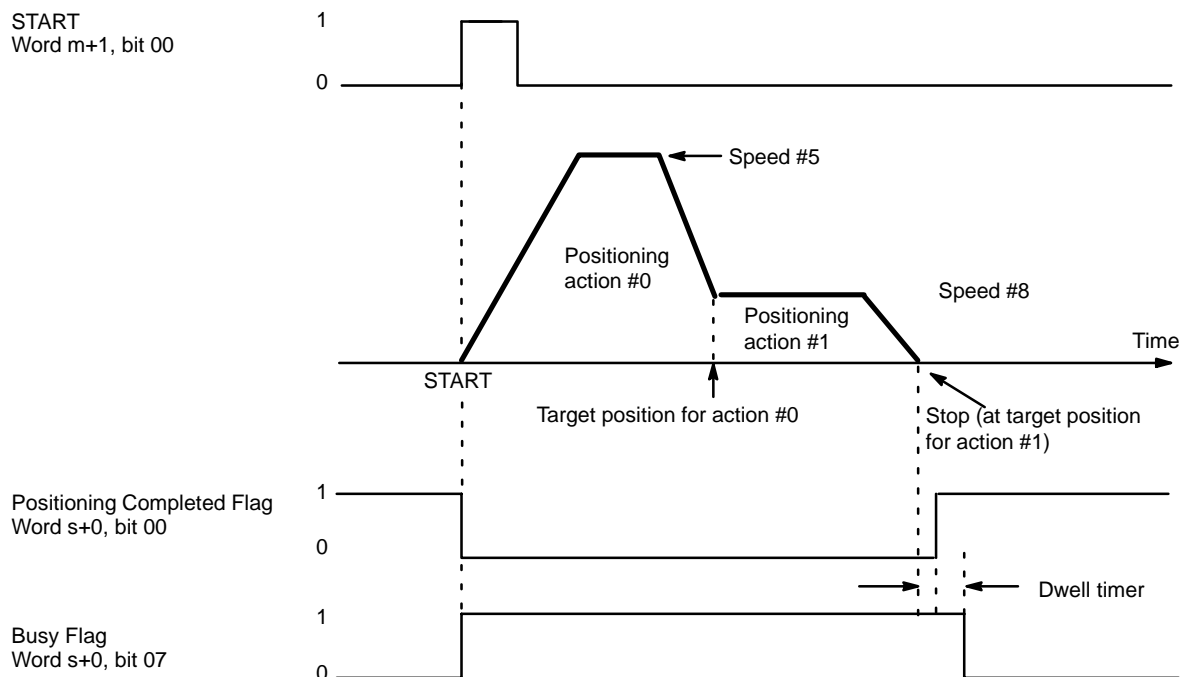 START
Word m+1, bit 00
1
0
Speed #5
Positioning
action #0
Speed #8
Positioning
action #1
Time
START
Target position for action #0
Stop (at target position
for action #1)
Positioning Completed Flag
Word s+0, bit 00
1
0
Dwell timer
Busy Flag
Word s+0, bit 07
1
0